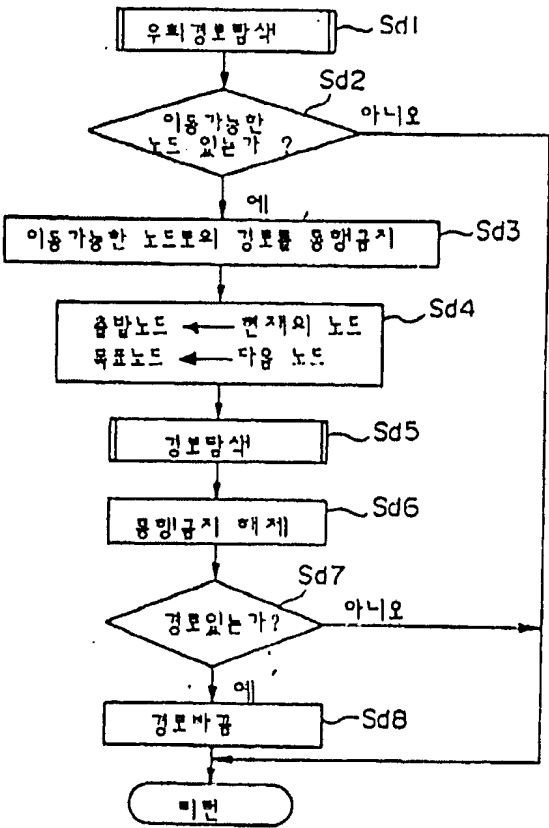 우회경로탐색
Sd1
Sd2
이동가능한
노드 있는가 ?
아니오
예
이동가능한 노드로의 경로를 통행금지
Sd3
출발노드 ← 현재의 노드
목표노드 ← 다음 노드
Sd4
경로탐색
Sd5
통행금지 해제
Sd6
Sd7
경로있는가?
아니오
예
경로바꿈
Sd8
리턴